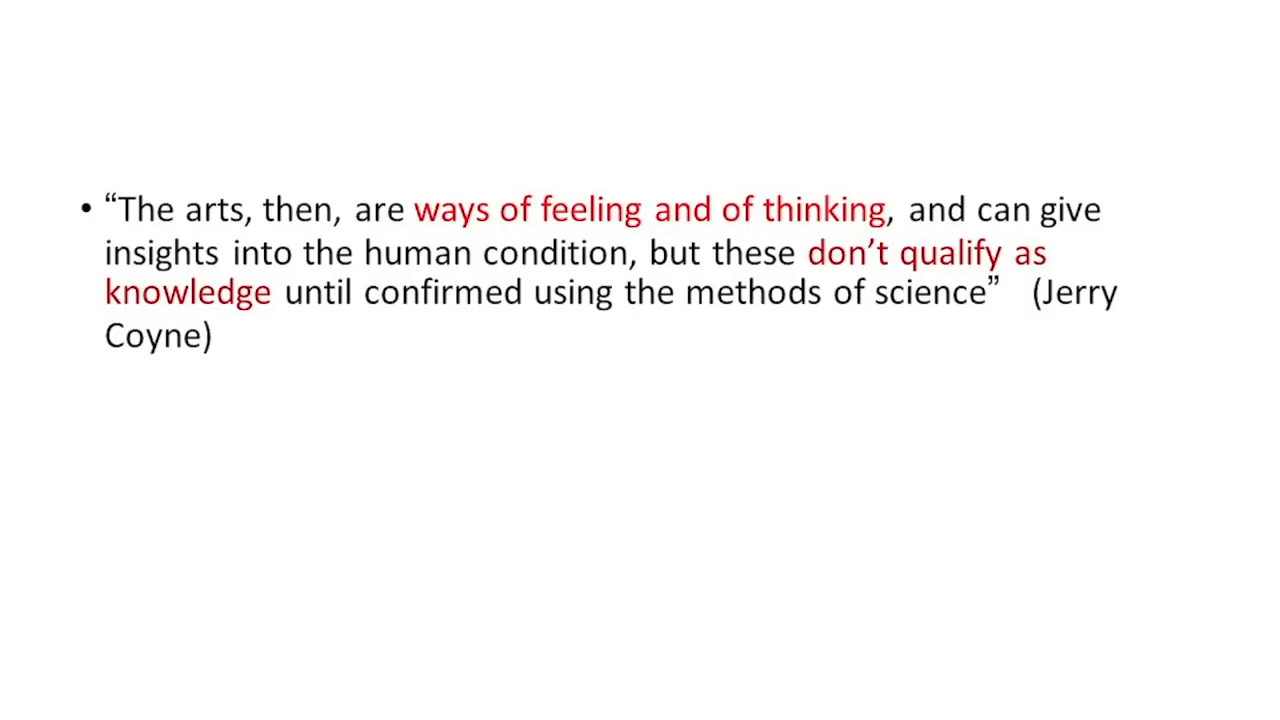 • “The arts, then, are ways of feeling and of thinking, and can give
insights into the human condition, but these don’t qualify as
knowledge until confirmed using the methods of science” (Jerry
Coyne)